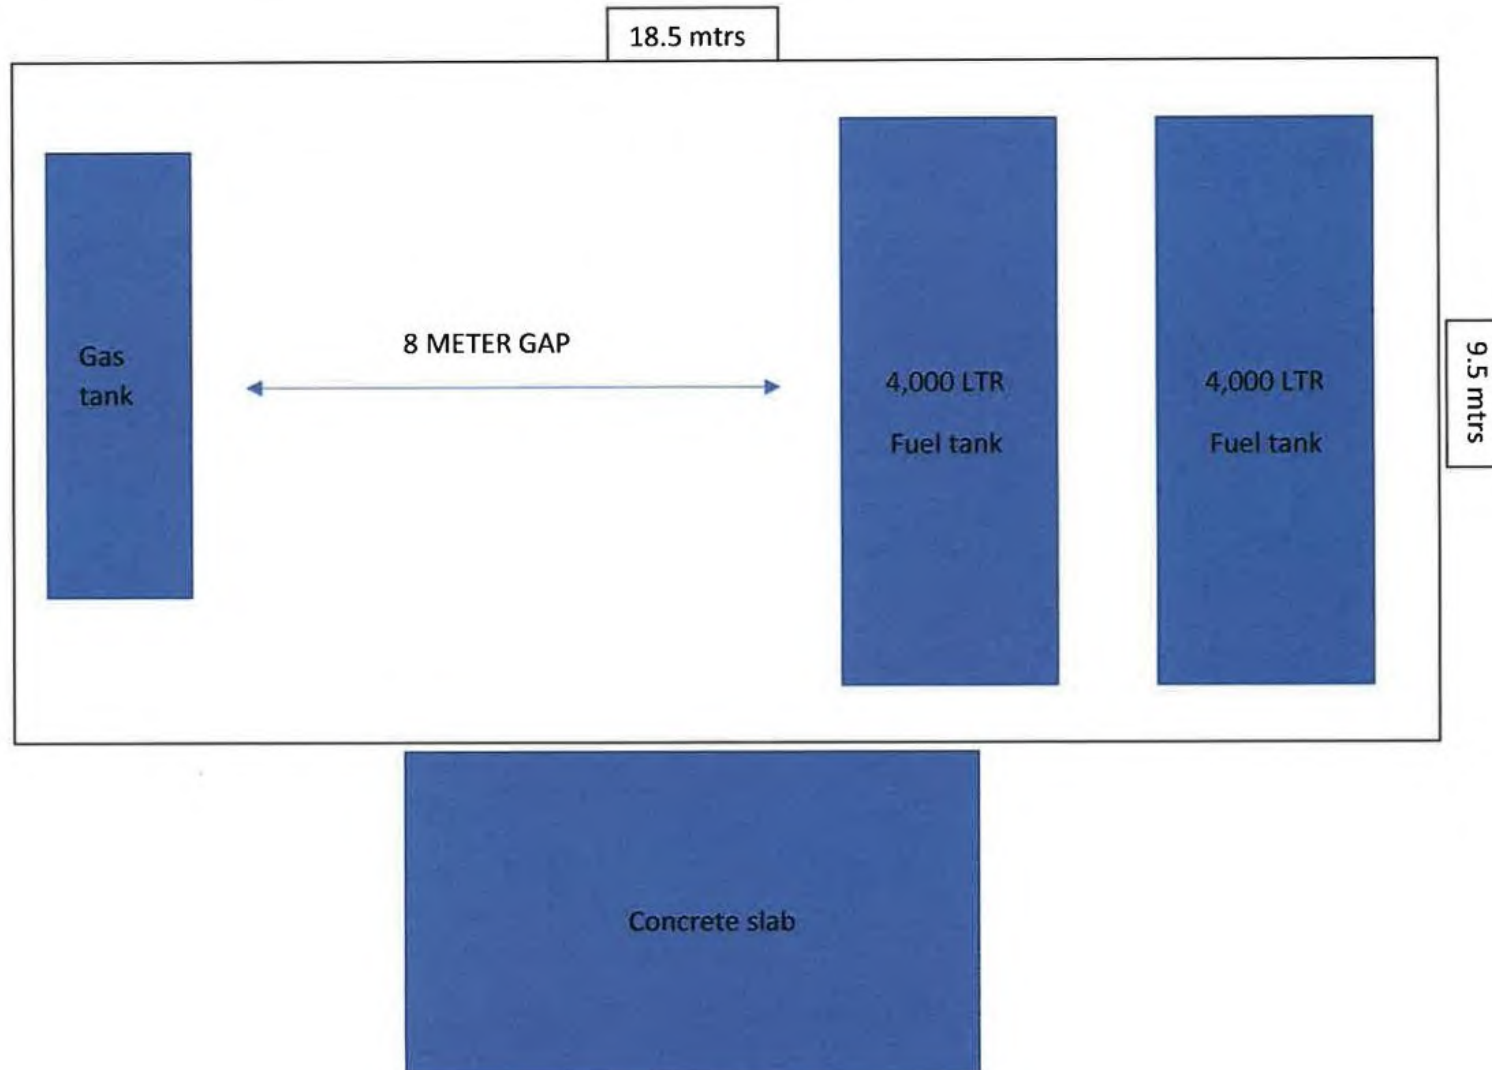 18.5 mtrs
8 METER GAP
Gas
tank
4,000 LTR
Fuel tank
4,000 LTR
Fuel tank
9.5 mtrs
Concrete slab